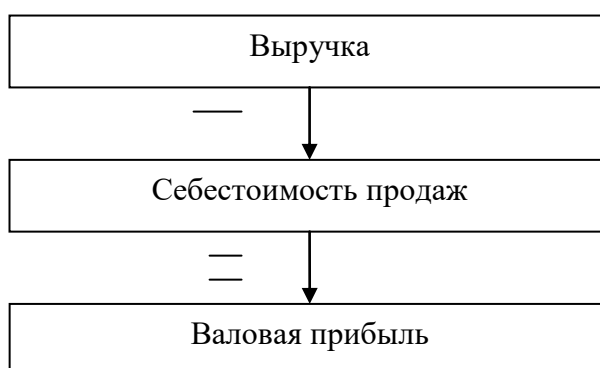 Выручка
Себестоимость продаж
Валовая прибыль